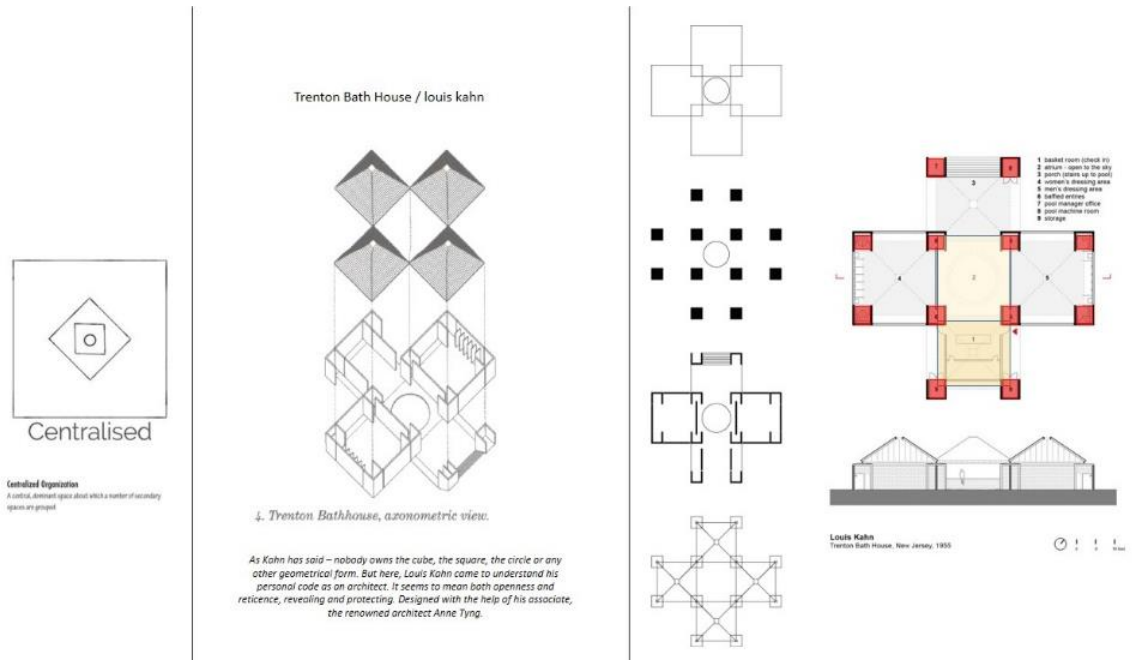 Centralised
Centralized Organization
A central, dominant space about which a number of secondary
spaces are grouped
Trenton Bath House / louis kahn
4. Trenton Bathhouse, axonometric view.
As Kahn has said – nobody owns the cube, the square, the circle or any
other geometrical form. But here, Louis Kahn came to understand his
personal code as an architect. It seems to mean both openness and
reticence, revealing and protecting. Designed with the help of his associate,
the renowned architect Anne Tyng.
1 basket room (check in)
2 atrium - open to the sky
3 porch (stairs up to pool)
4 women's dressing area
5 men's dressing area
6 baffled entries
7 pool manager office
8 pool machine room
9 storage
3
4
2
5
1
Louis Kahn
Trenton Bath House, New Jersey, 1955